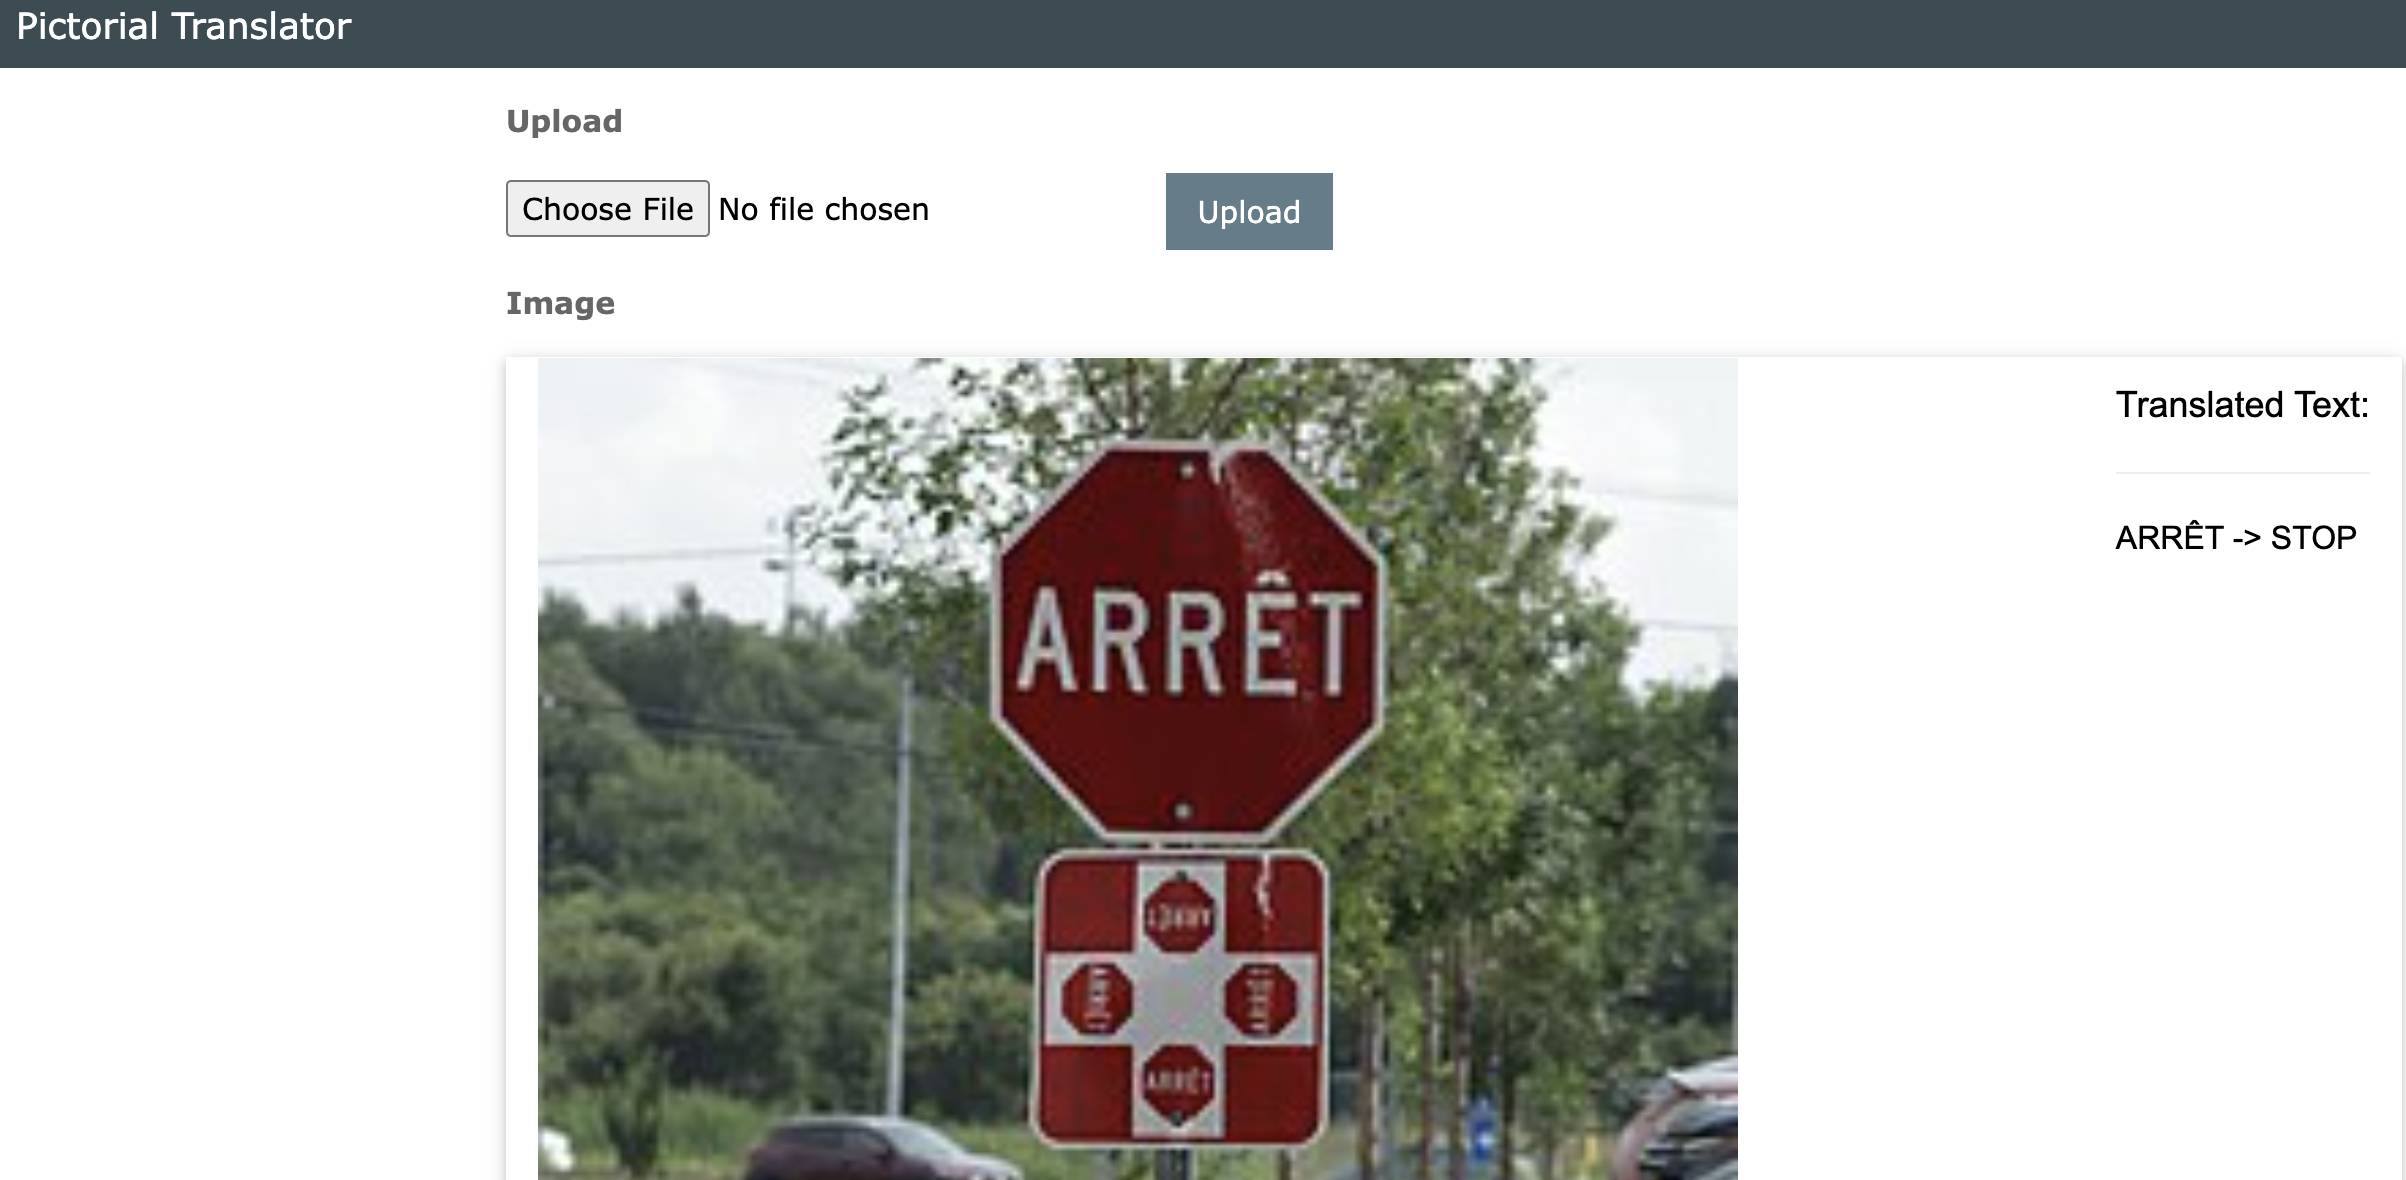 Pictorial Translator
Upload
Choose File No file chosen
Upload
Image
Translated Text:
ARRÊT -> STOP
ARRÊT
ARRÊT
ARRÊT
ARRÊT
ARRÊT